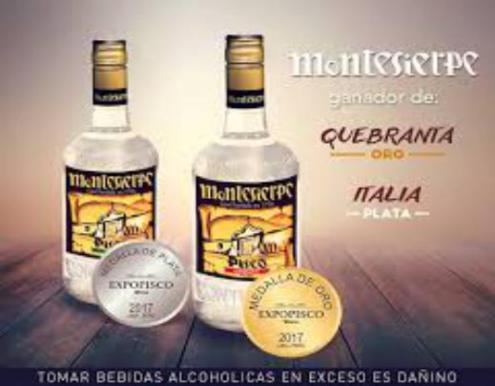 montesierpe
ganador de:
QUEBRANTA
ORO
ITALIA
PLATA
montesierpe
PISCO
montesierpe
PISCO
MEDALLA DE PLATA
EXPOPISCO
2017
MEDALLA DE ORO
EXPOPISCO
2017
TOMAR BEBIDAS ALCOHOLICAS EN EXCESO ES DAÑINO